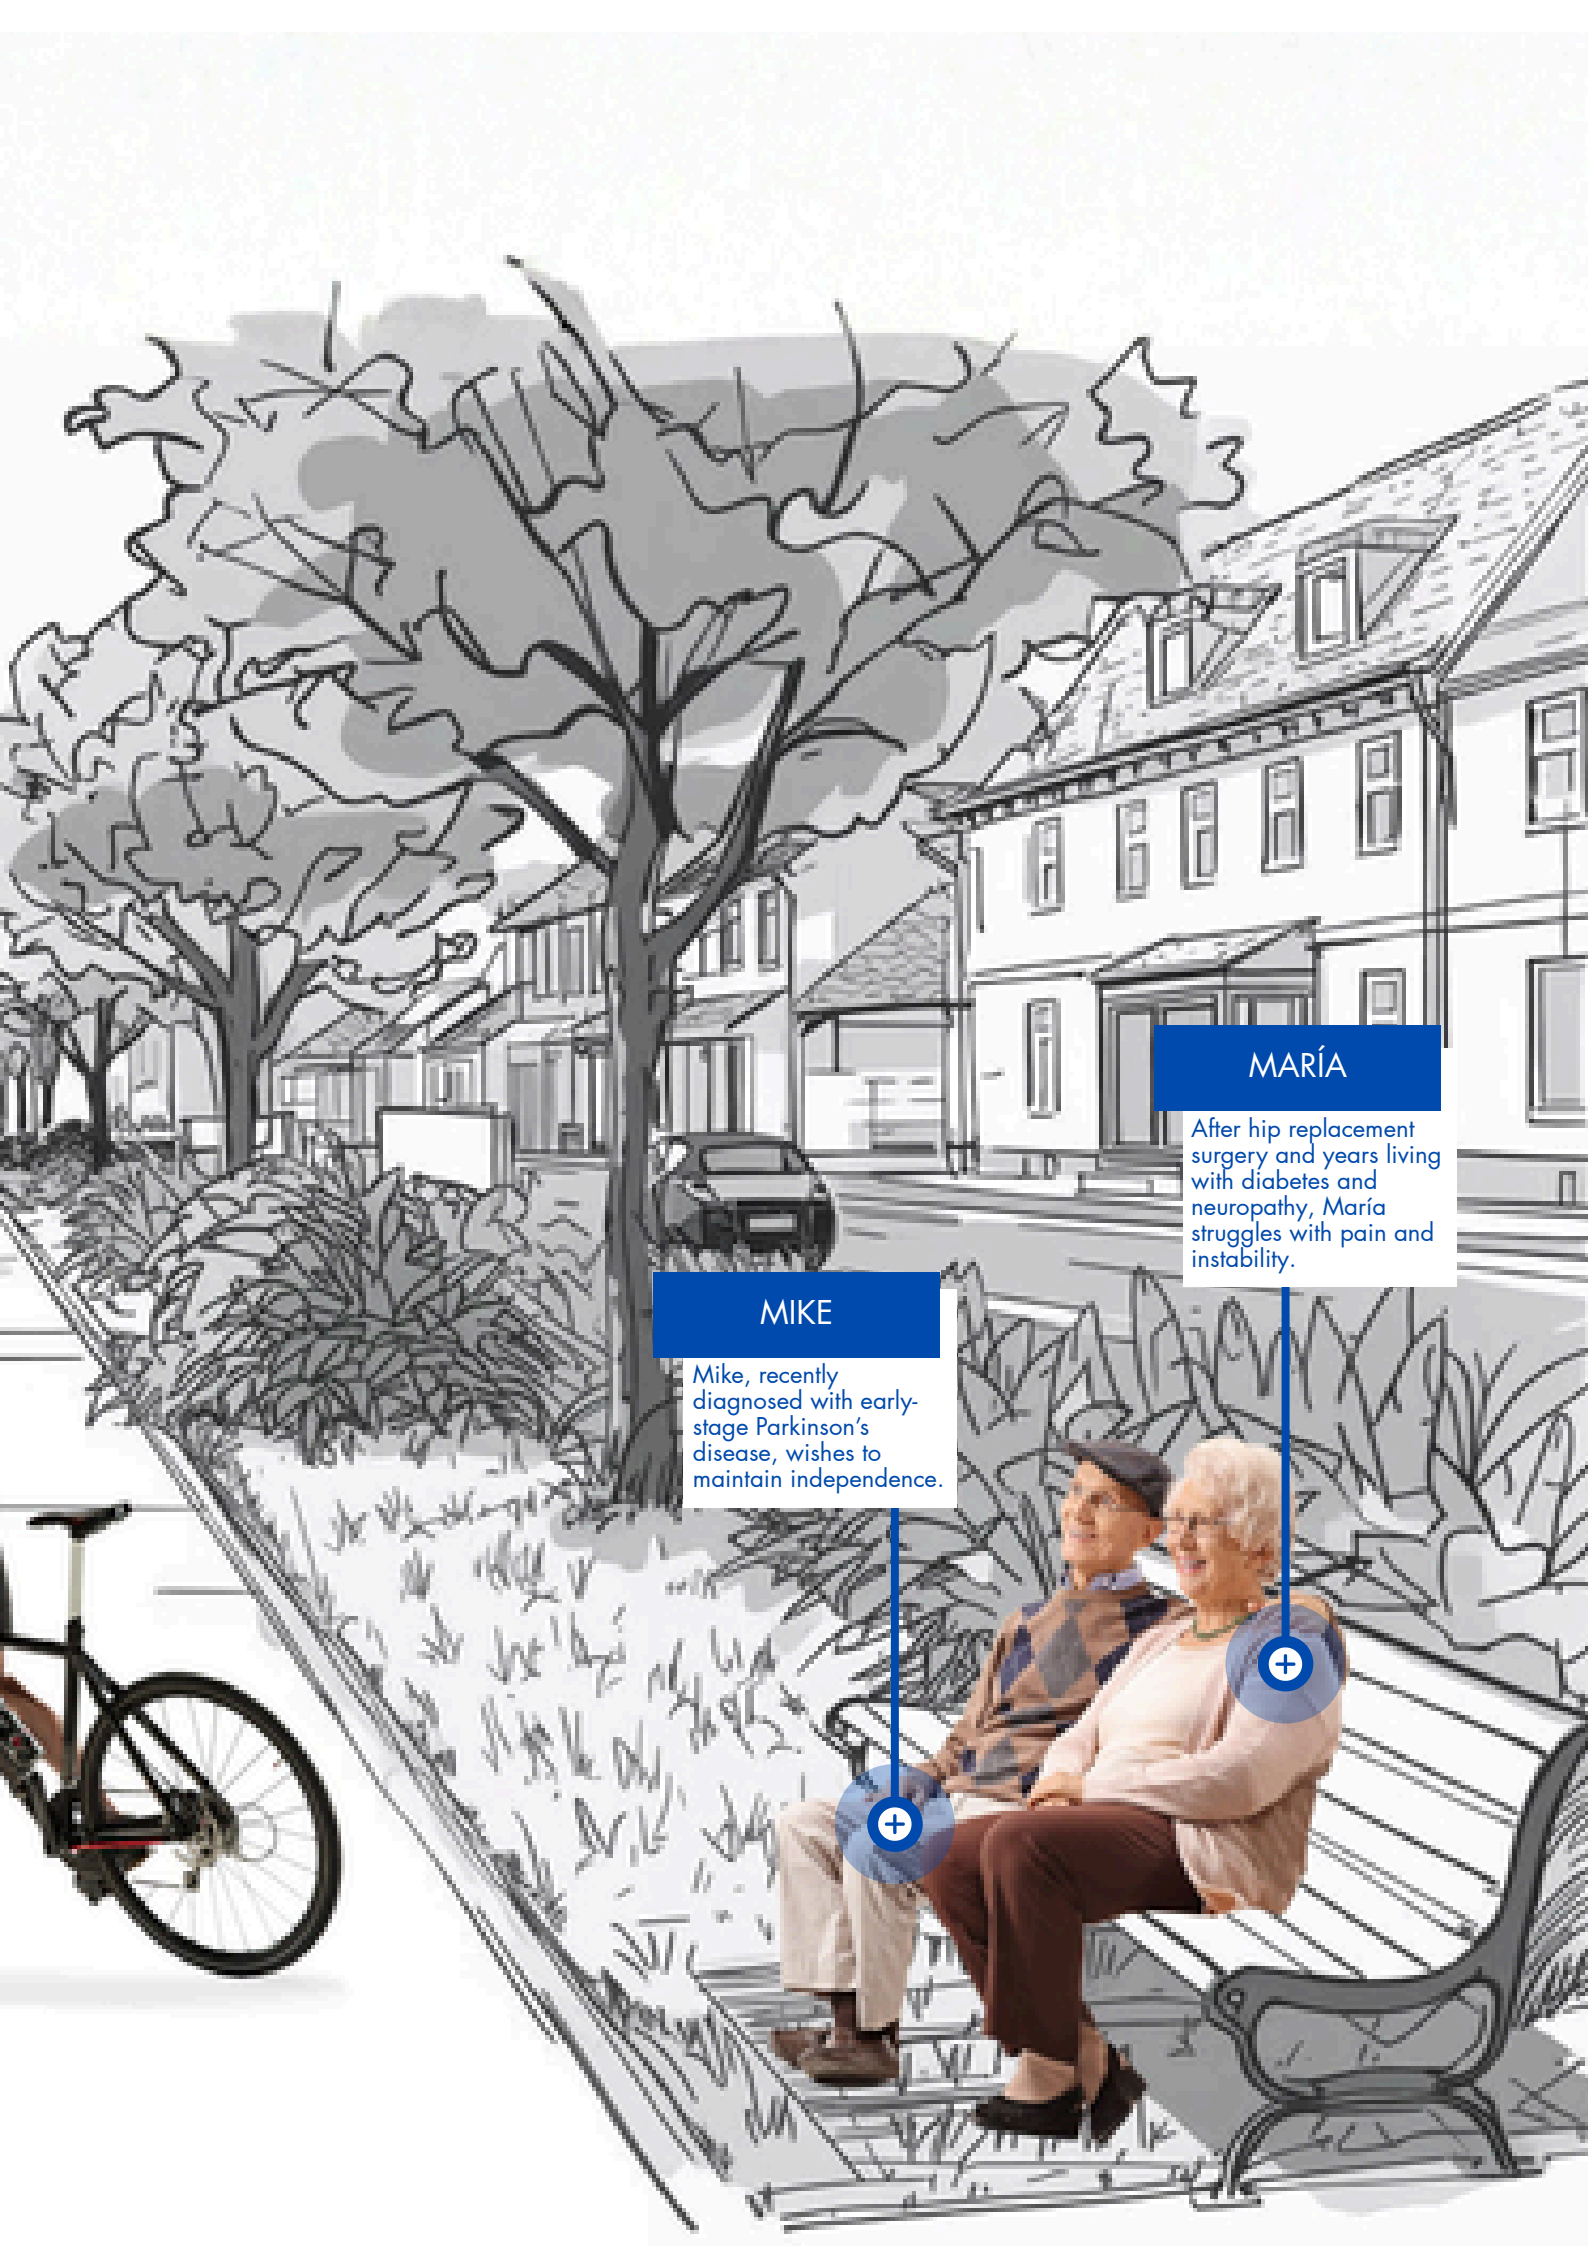 MARÍA
After hip replacement
surgery and years living
with diabetes and
neuropathy, María
struggles with pain and
instability.
MIKE
Mike, recently
diagnosed with early-
stage Parkinson’s
disease, wishes to
maintain independence.